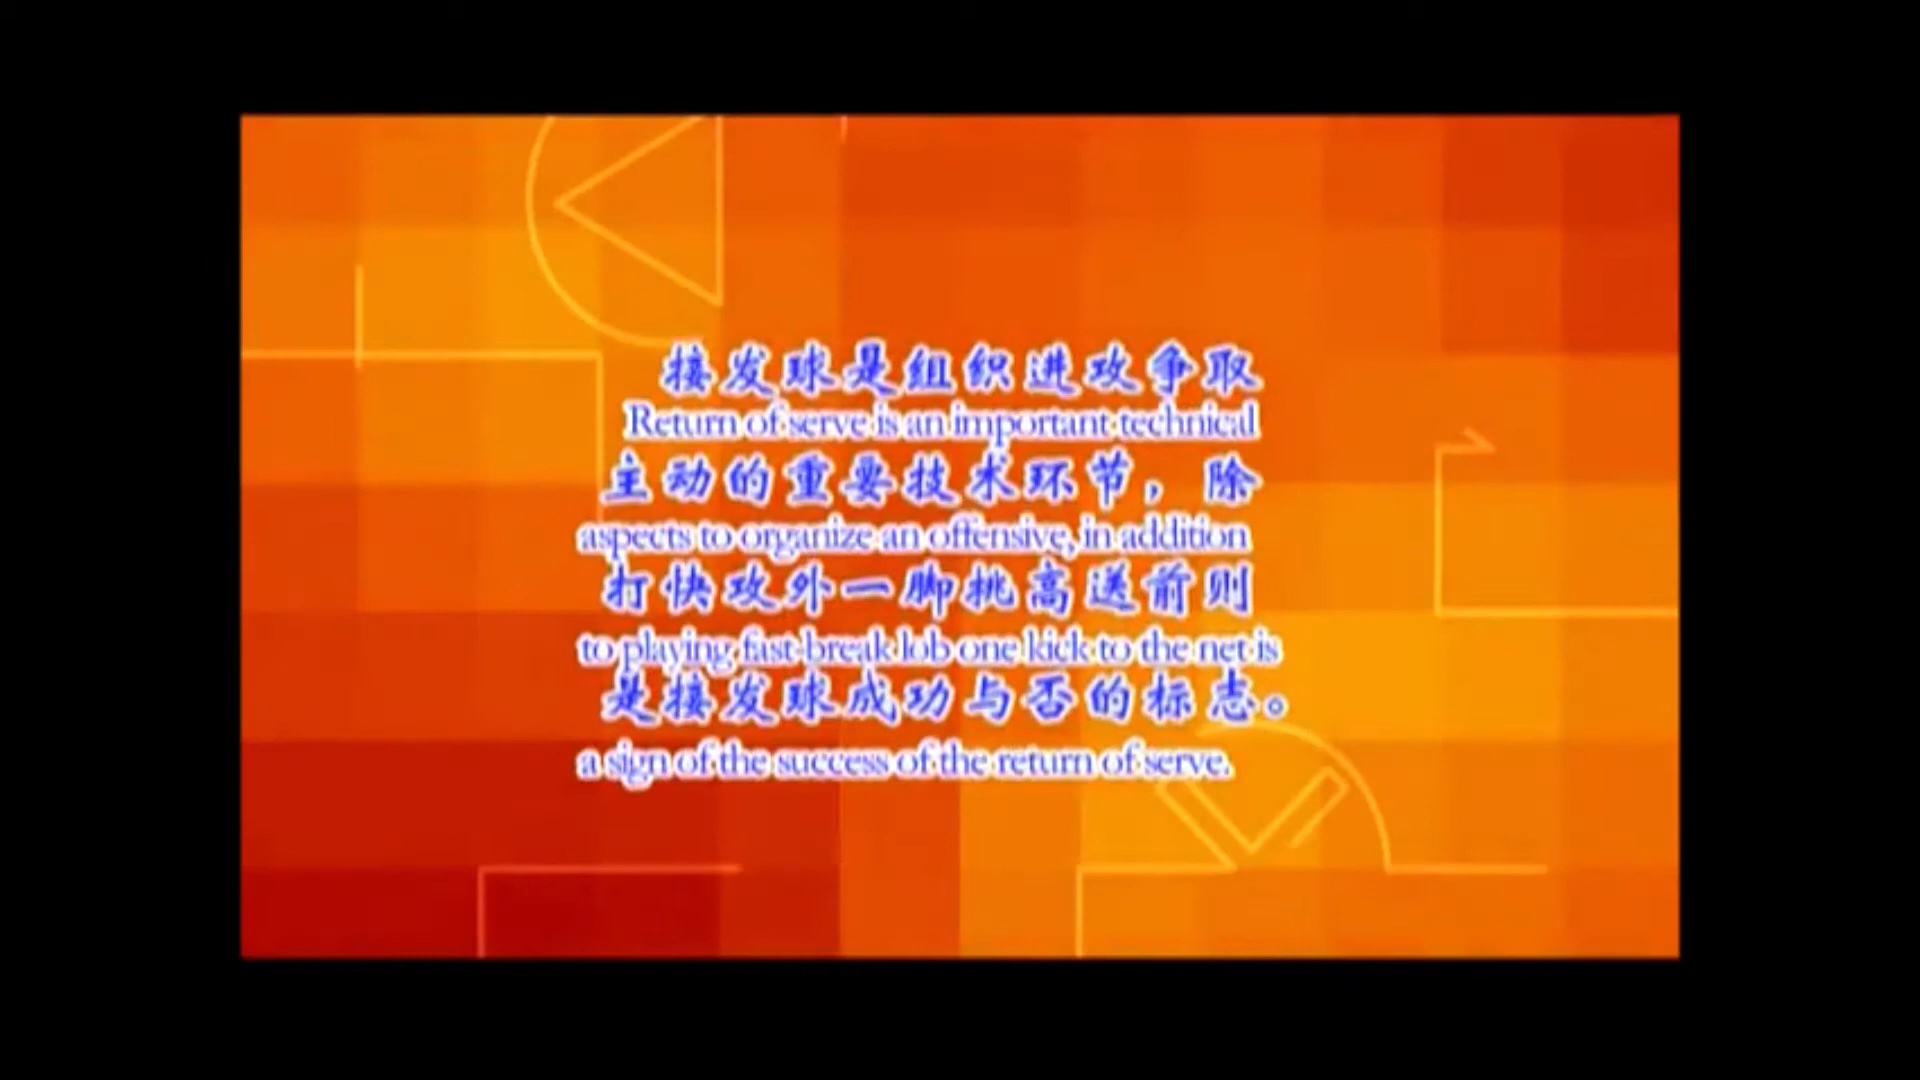 接发球是组织进攻争取
Return of serve is an important technical
主动的重要技术环节，除
aspects to organize an offensive, in addition
打快攻外一脚挑高送前则
to playing fast-break lob one kick to the net is
是接发球成功与否的标志。
a sign of the success of the return of serve.